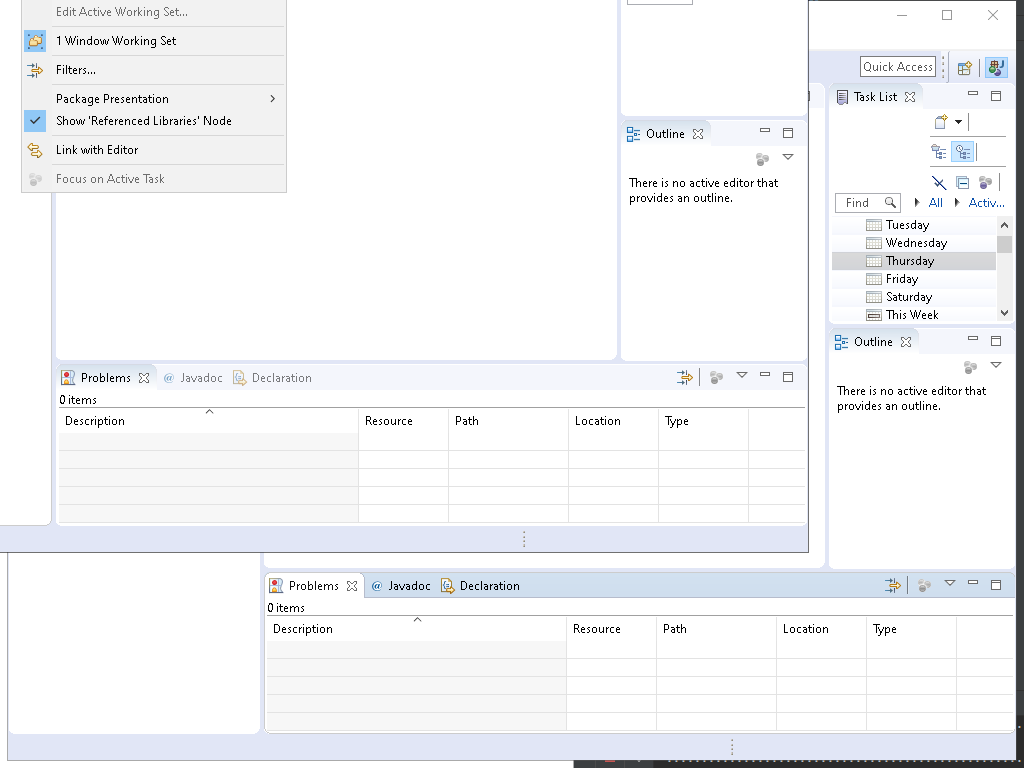 Edit Active Working Set...
1 Window Working Set
Filters...
Package Presentation
Show 'Referenced Libraries' Node
Link with Editor
Focus on Active Task
Outline
There is no active editor that
provides an outline.
Problems
@ Javadoc
Declaration
0 items
Description Resource Path Location Type
Quick Access
Task List
Find All Activ...
Tuesday
Wednesday
Thursday
Friday
Saturday
This Week
Outline
There is no active editor that
provides an outline.
Problems
@ Javadoc
Declaration
0 items
Description Resource Path Location Type